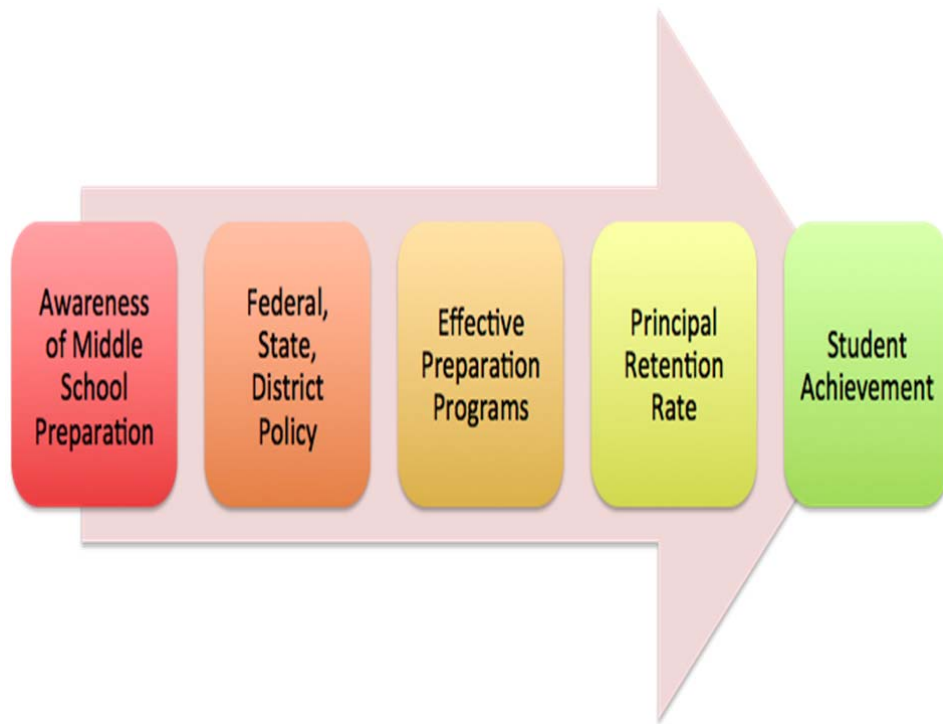 Awareness
of Middle
School
Preparation
Federal,
State,
District
Policy
Effective
Preparation
Programs
Principal
Retention
Rate
Student
Achievement